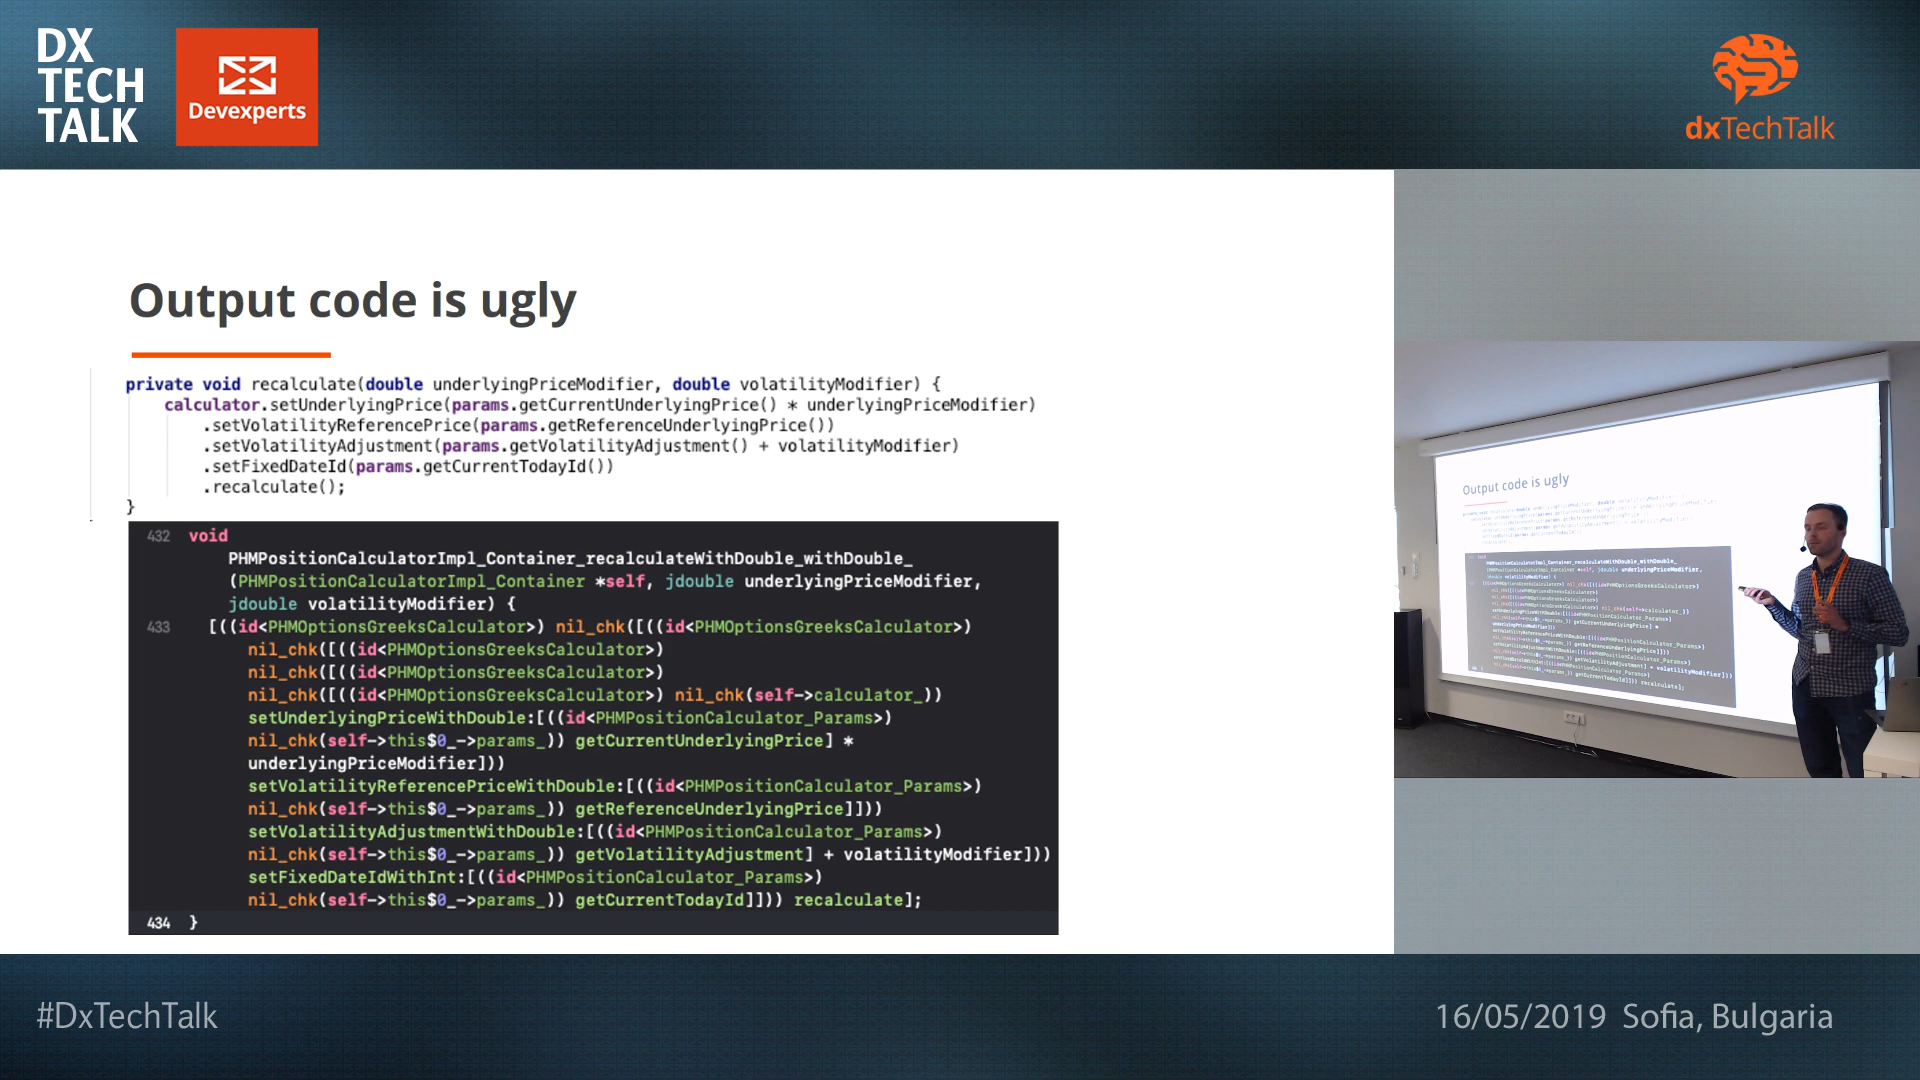 DX
TECH
TALK
Devexperts
dxTechTalk
Output code is ugly
private void recalculate(double underlyingPriceModifier, double volatilityModifier) {
calculator.setUnderlyingPrice(params.getCurrentUnderlyingPrice() * underlyingPriceModifier)
.setVolatilityReferencePrice(params.getReferenceUnderlyingPrice())
.setVolatilityAdjustment(params.getVolatilityAdjustment() + volatilityModifier)
.setFixedDateId(params.getCurrentTodayId())
.recalculate();
}
432 void
PHMPositionCalculatorImpl_Container_recalculateWithDouble_withDouble_
(PHMPositionCalculatorImpl_Container *self, jdouble underlyingPriceModifier,
jdouble volatilityModifier) {
433 [((id<PHMOptionsGreeksCalculator>) nil_chk([((id<PHMOptionsGreeksCalculator>)
nil_chk([((id<PHMOptionsGreeksCalculator>)
nil_chk([((id<PHMOptionsGreeksCalculator>)
nil_chk([((id<PHMOptionsGreeksCalculator>) nil_chk(self->calculator_))
setUnderlyingPriceWithDouble:[((id<PHMPositionCalculator_Params>)
nil_chk(self->this$0_->params_)) getCurrentUnderlyingPrice] *
underlyingPriceModifier]))
setVolatilityReferencePriceWithDouble:[((id<PHMPositionCalculator_Params>)
nil_chk(self->this$0_->params_)) getReferenceUnderlyingPrice]]))
setVolatilityAdjustmentWithDouble:[((id<PHMPositionCalculator_Params>)
nil_chk(self->this$0_->params_)) getVolatilityAdjustment] + volatilityModifier]))
setFixedDateIdWithInt:[((id<PHMPositionCalculator_Params>)
nil_chk(self->this$0_->params_)) getCurrentTodayId]])) recalculate];
434 }
Output code is ugly
#DxTechTalk
16/05/2019 Sofia, Bulgaria